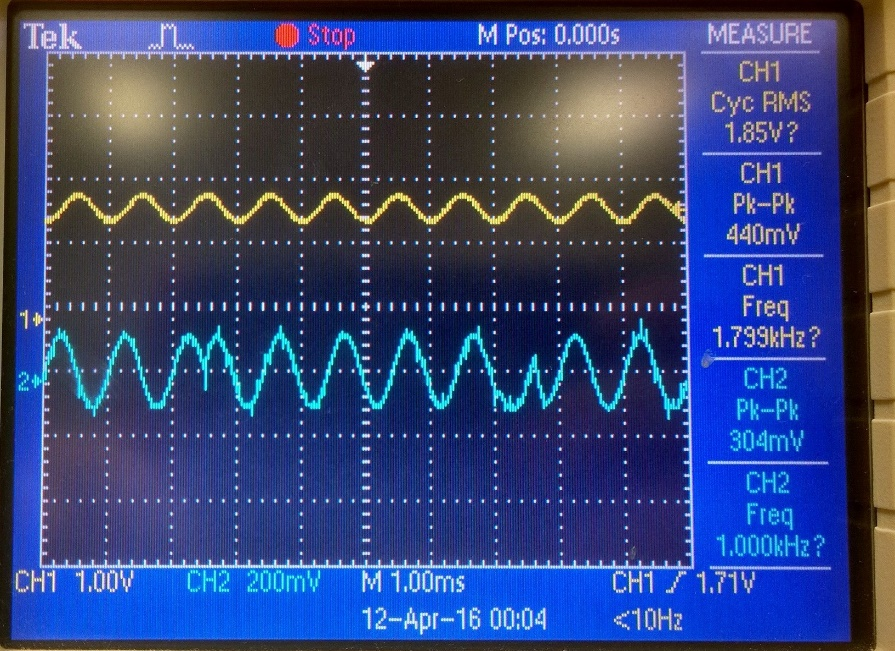 Tek Stop M Pos: 0.000s MEASURE
CH1
Cyc RMS
1.85V?
CH1
Pk-Pk
440mV
CH1
Freq
1.799kHz?
CH2
Pk-Pk
304mV
CH2
Freq
1.000kHz?
1
2
CH1 1.00V CH2 200mV M 1.00ms CH1 / 1.71V
12-Apr-16 00:04 <10Hz